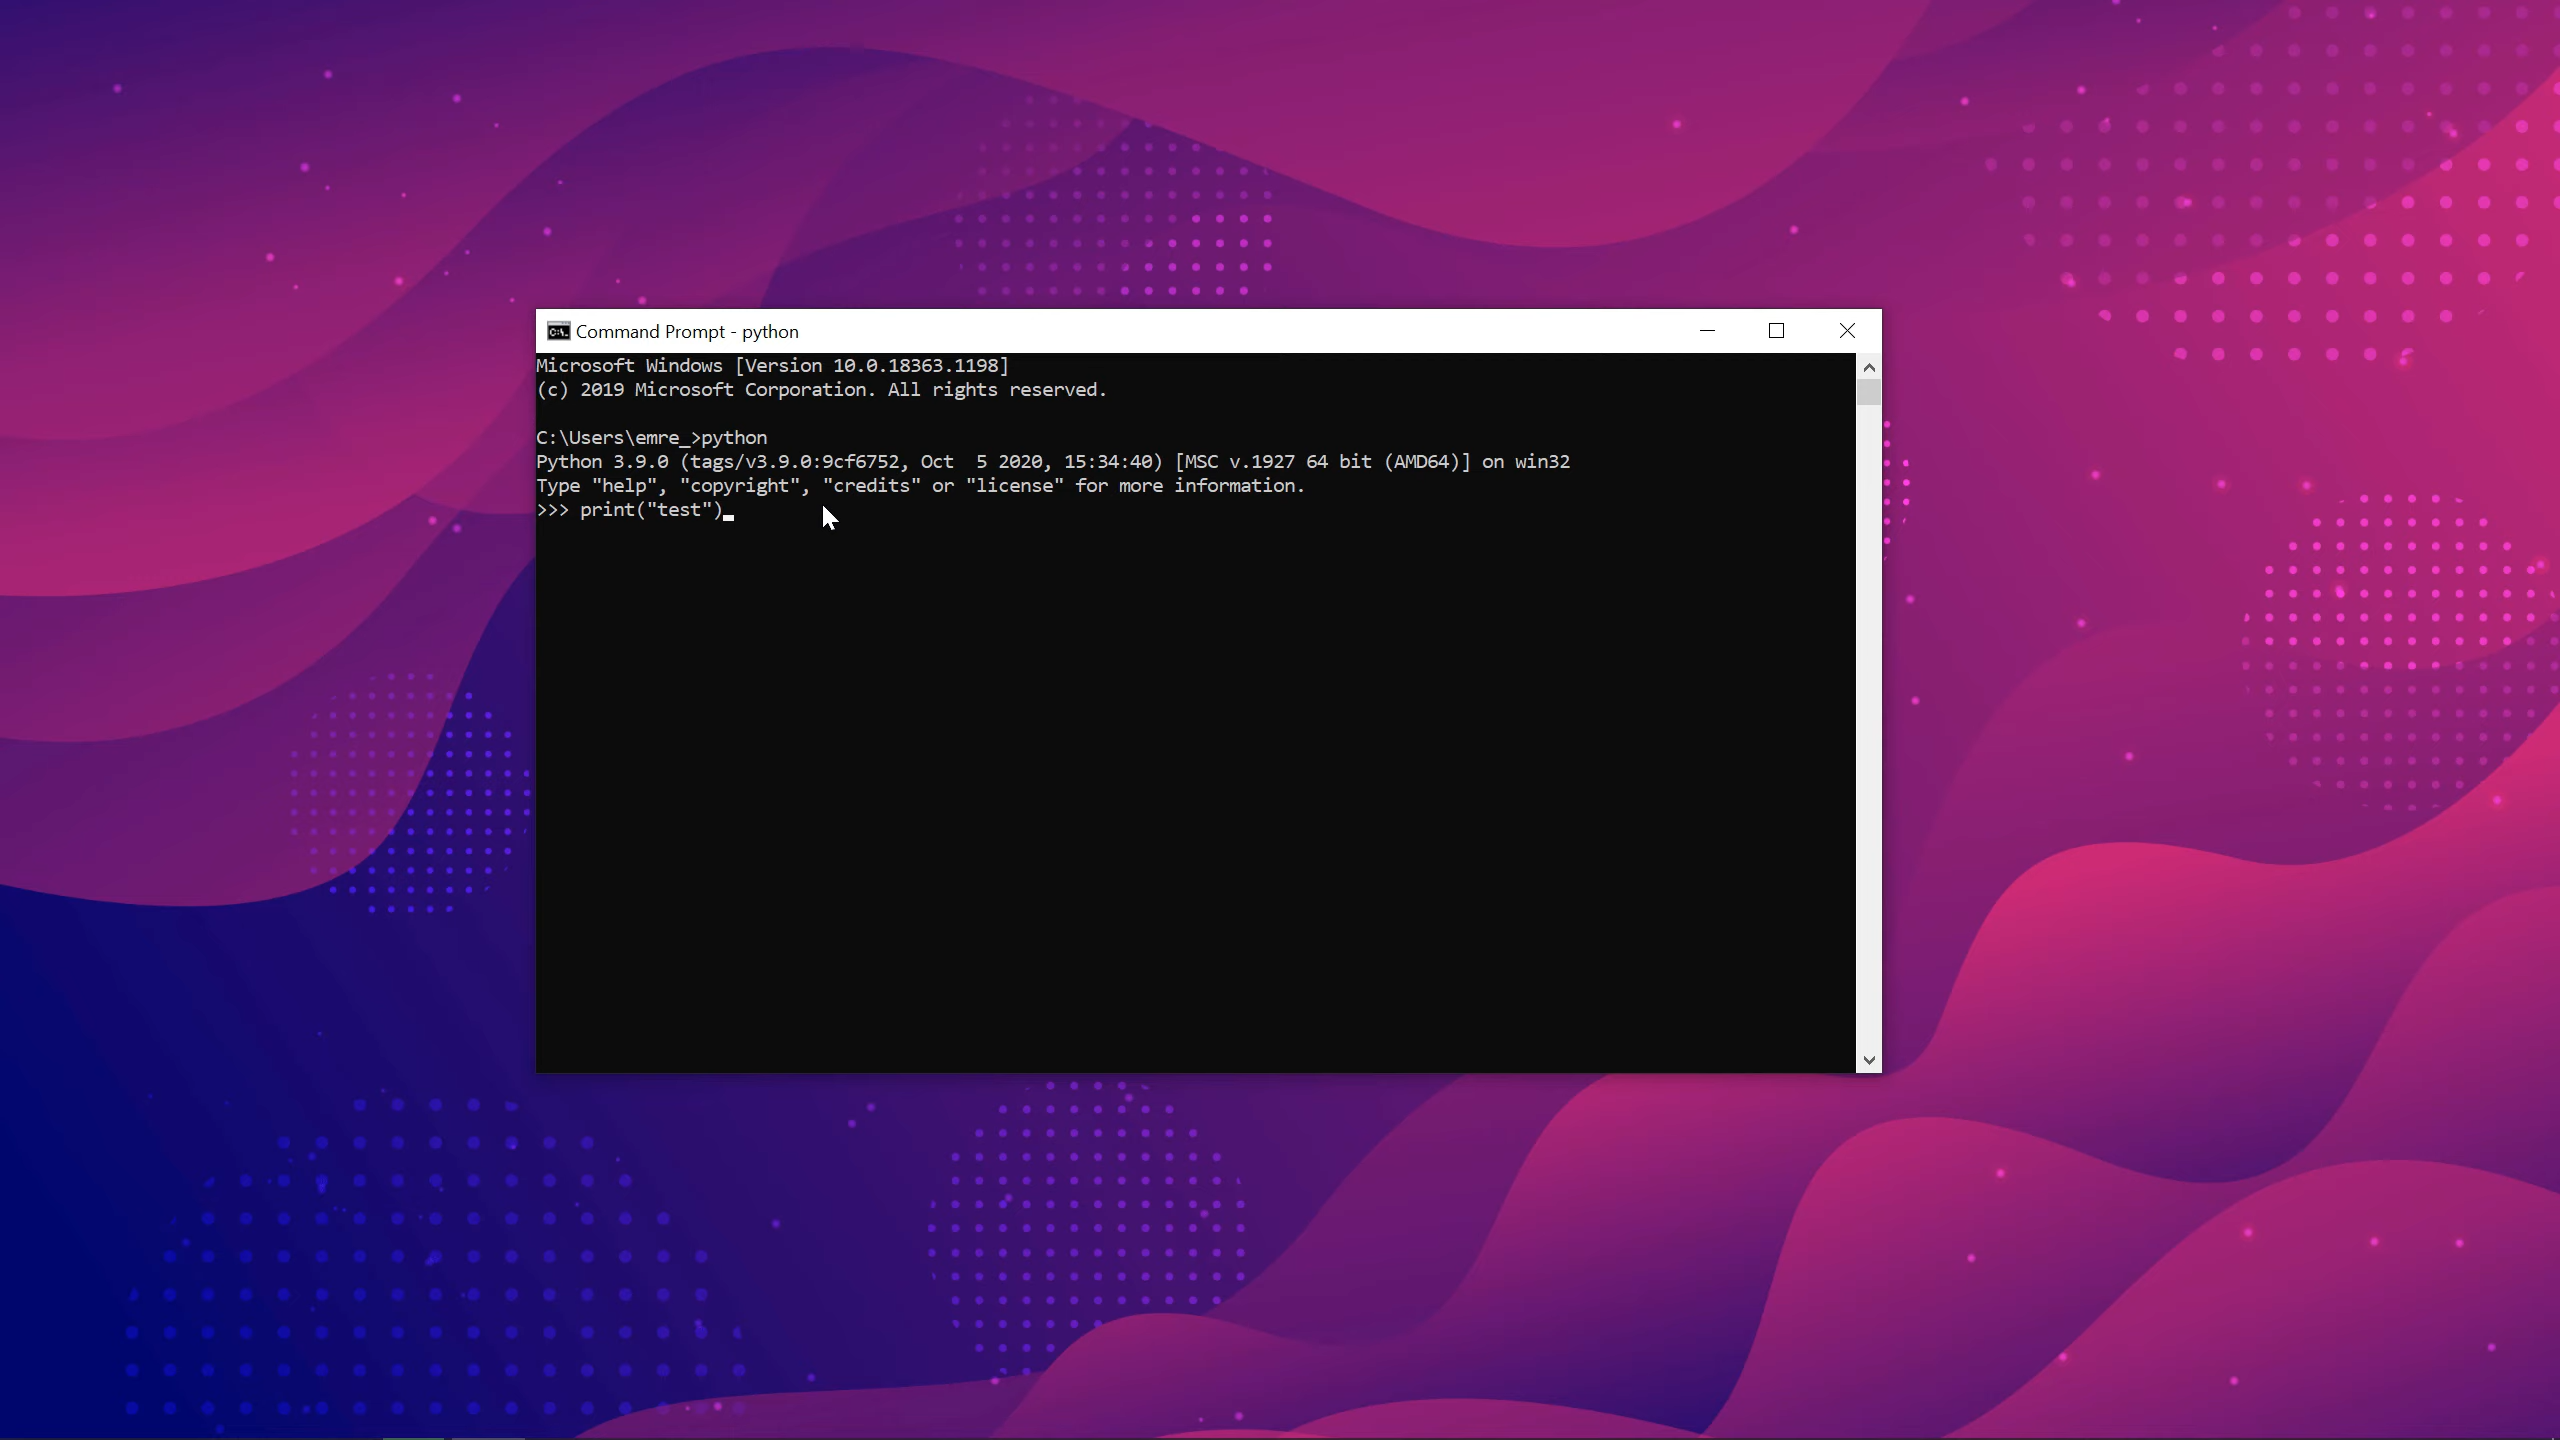 Command Prompt - python
Microsoft Windows [Version 10.0.18363.1198]
(c) 2019 Microsoft Corporation. All rights reserved.
C:\Users\emre_>python
Python 3.9.0 (tags/v3.9.0:9cf6752, Oct  5 2020, 15:34:40) [MSC v.1927 64 bit (AMD64)] on win32
Type "help", "copyright", "credits" or "license" for more information.
>>> print("test")